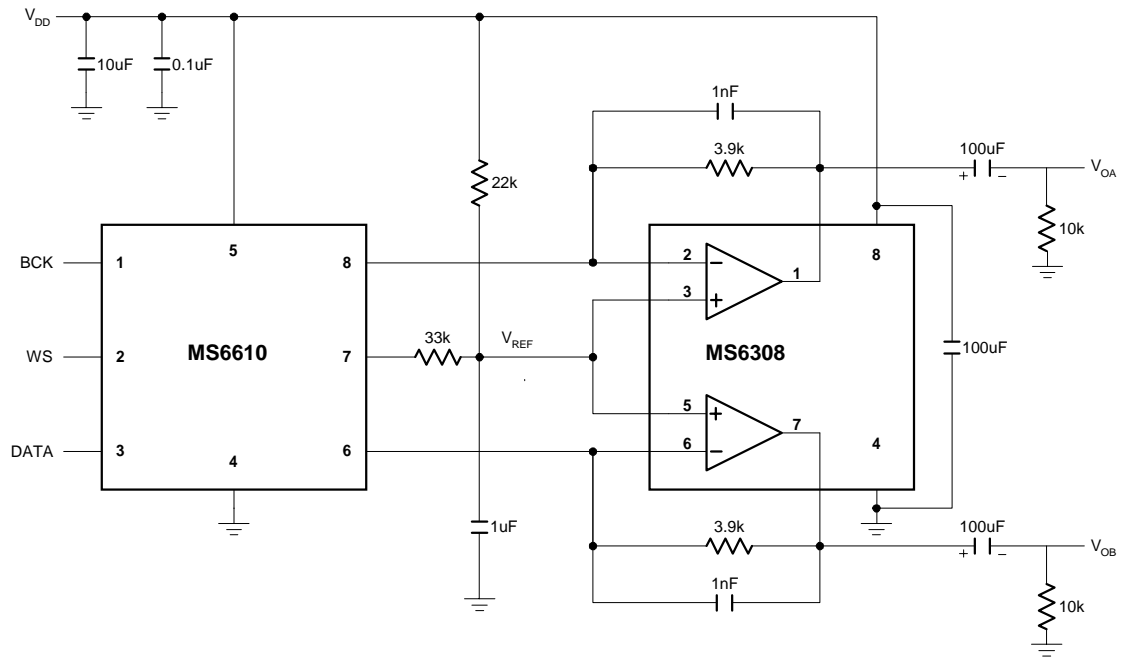 VDD
10uF
0.1uF
1nF
3.9k
100uF
+ −
VOA
22k
10k
5
8
BCK
1
8
2
−
1
3
+
33k
VREF
WS
2
MS6610
7
MS6308
100uF
5
+
7
DATA
3
4
6
6
−
4
1uF
3.9k
100uF
+ −
VOB
1nF
10k